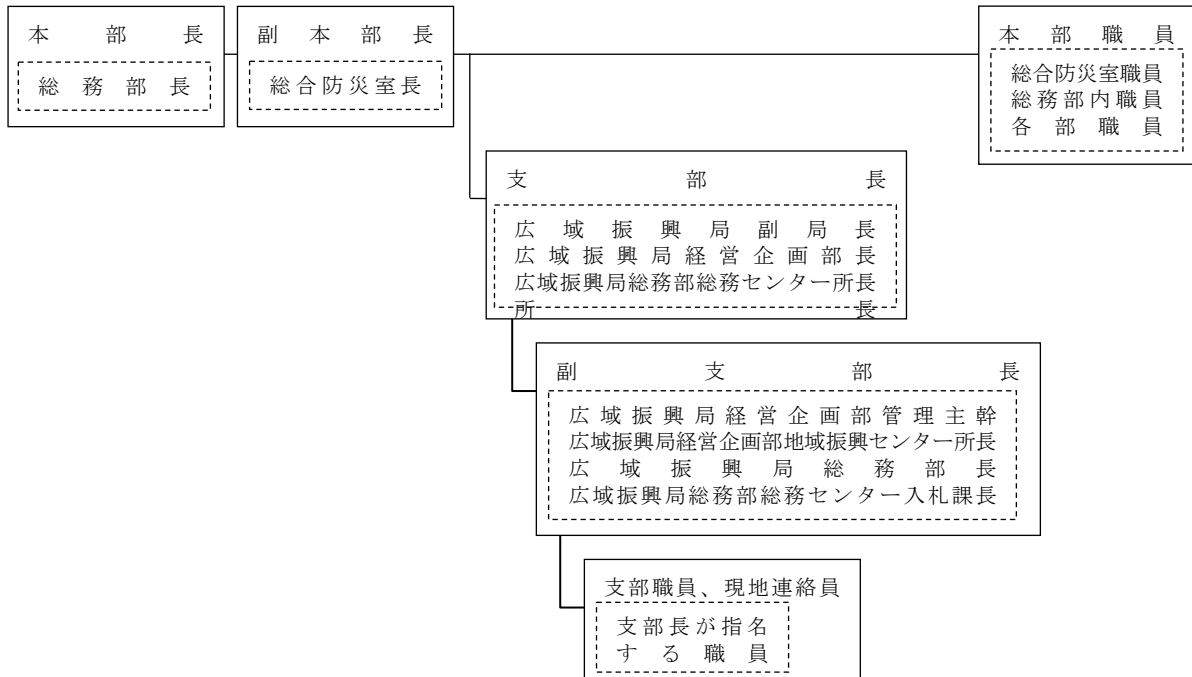 本部長
総務部長
副本部長
総合防災室長
本部職員
総合防災室職員
総務部内職員
各部職員
支部長
広域振興局副局長
広域振興局経営企画部長
広域振興局総務部総務センター所長
所長
副支部長
広域振興局経営企画部管理主幹
広域振興局経営企画部地域振興センター所長
広域振興局総務部長
広域振興局総務部総務センター入札課長
支部職員、現地連絡員
支部長が指名
する職員